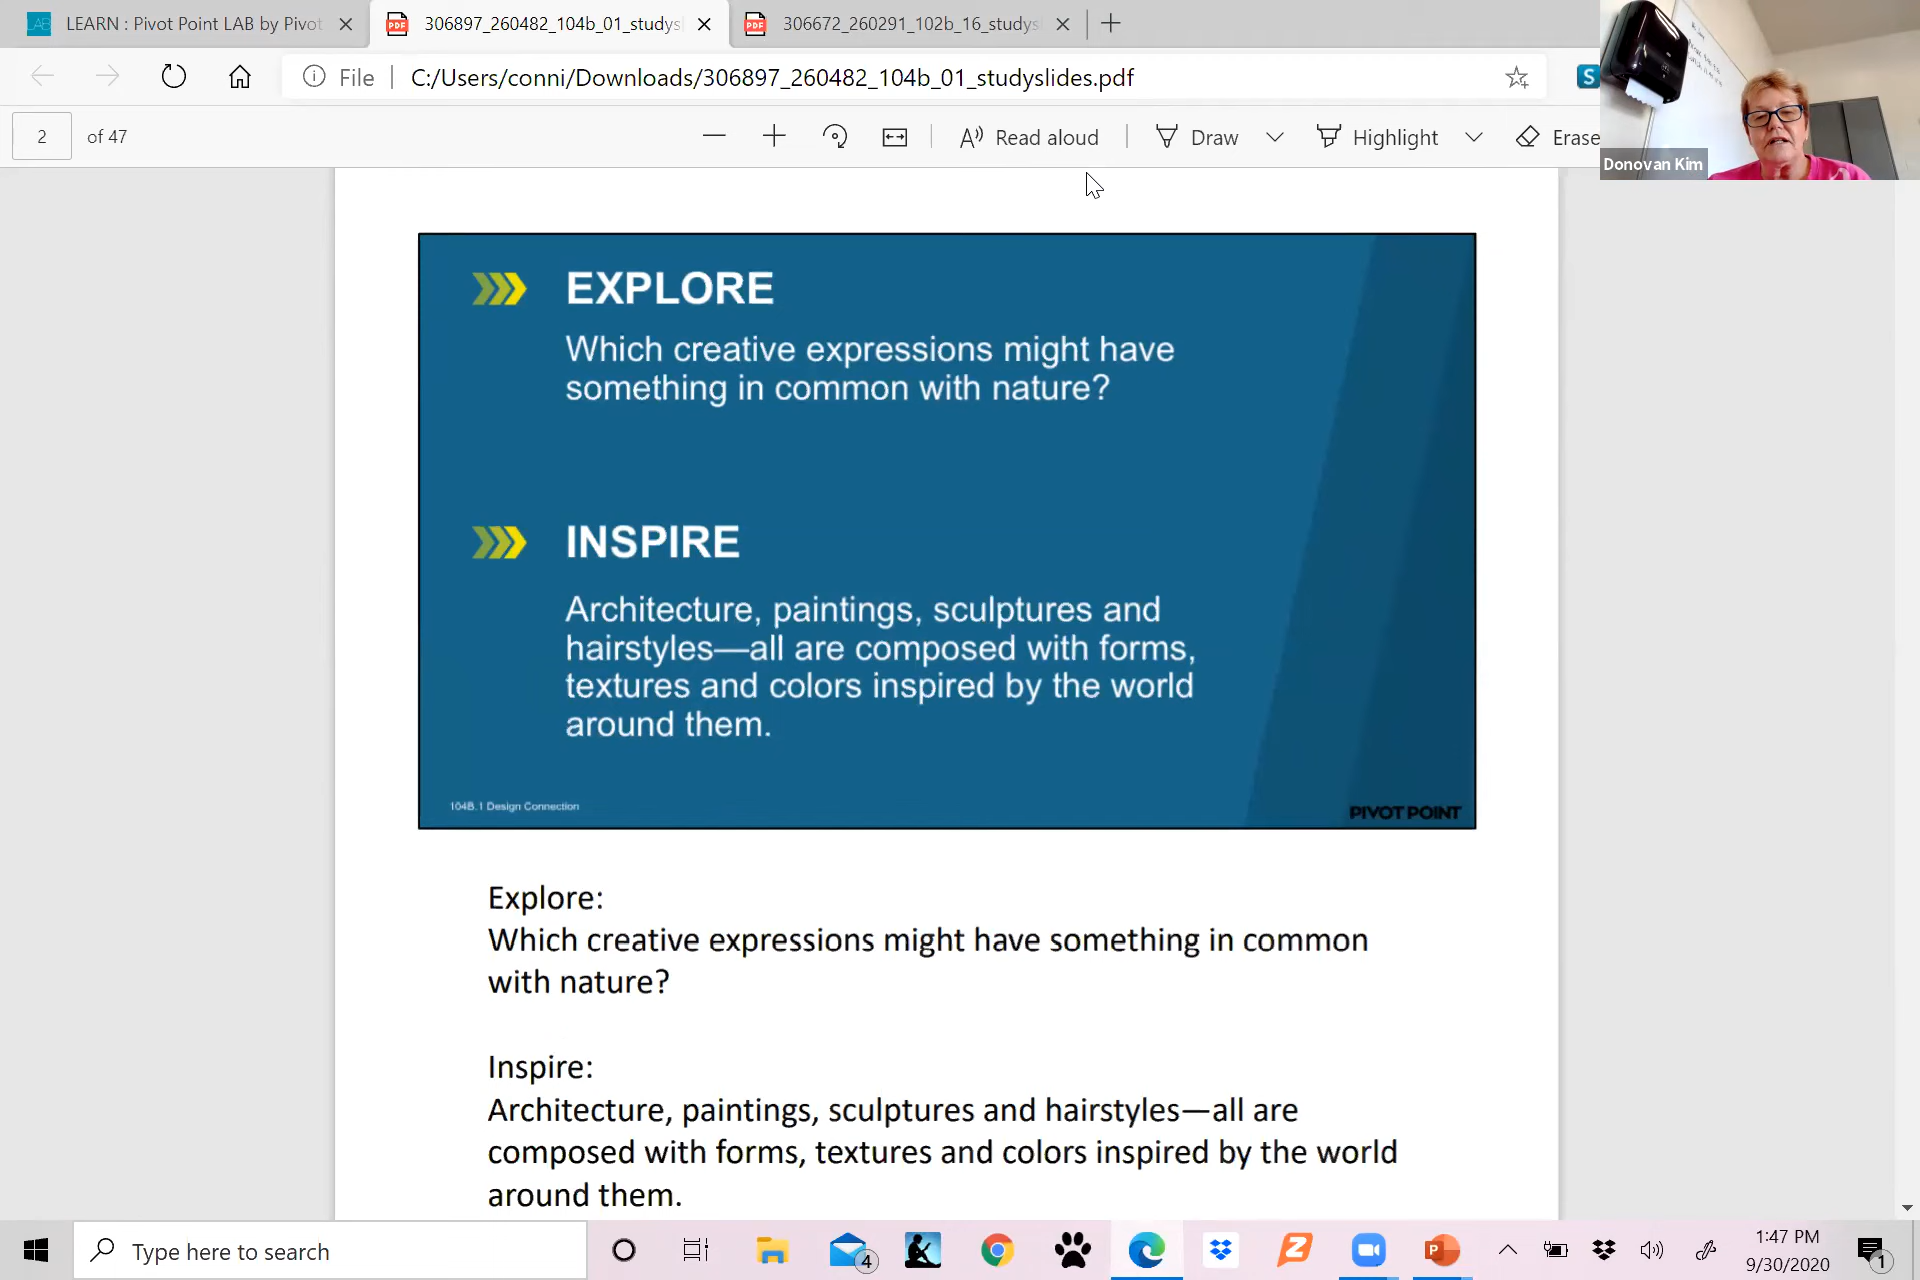 LAB
LEARN : Pivot Point LAB by Pivot
PDF
306897_260482_104b_01_studys
PDF
306672_260291_102b_16_studys
File
C:/Users/conni/Downloads/306897_260482_104b_01_studyslides.pdf
S
2
of 47
Read aloud
Draw
Highlight
Erase
Donovan Kim
EXPLORE
Which creative expressions might have
something in common with nature?
INSPIRE
Architecture, paintings, sculptures and
hairstyles—all are composed with forms,
textures and colors inspired by the world
around them.
104B.1 Design Connection
PIVOT POINT
Explore:
Which creative expressions might have something in common
with nature?
Inspire:
Architecture, paintings, sculptures and hairstyles—all are
composed with forms, textures and colors inspired by the world
around them.
Type here to search
4
P
1:47 PM
9/30/2020
1